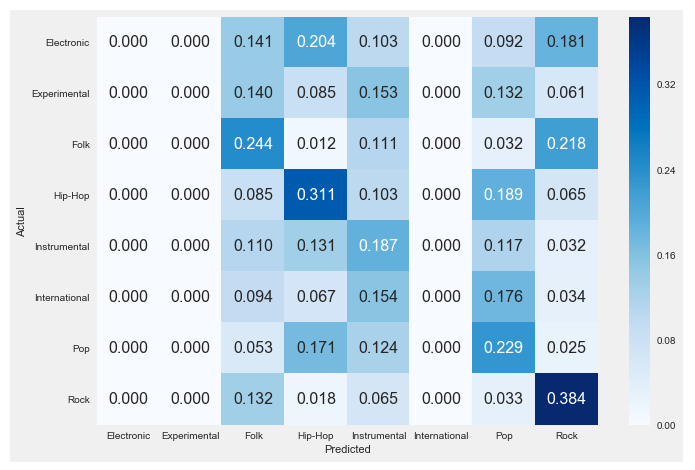 Electronic 0.000 0.000 0.141 0.204 0.103 0.000 0.092 0.181
0.32
Experimental 0.000 0.000 0.140 0.085 0.153 0.000 0.132 0.061
Folk 0.000 0.000 0.244 0.012 0.111 0.000 0.032 0.218
0.24
Hip-Hop 0.000 0.000 0.085 0.311 0.103 0.000 0.189 0.065
Actual
0.16
Instrumental 0.000 0.000 0.110 0.131 0.187 0.000 0.117 0.032
International 0.000 0.000 0.094 0.067 0.154 0.000 0.176 0.034
0.08
Pop 0.000 0.000 0.053 0.171 0.124 0.000 0.229 0.025
Rock 0.000 0.000 0.132 0.018 0.065 0.000 0.033 0.384
0.00
Electronic Experimental Folk Hip-Hop Instrumental International Pop Rock
Predicted